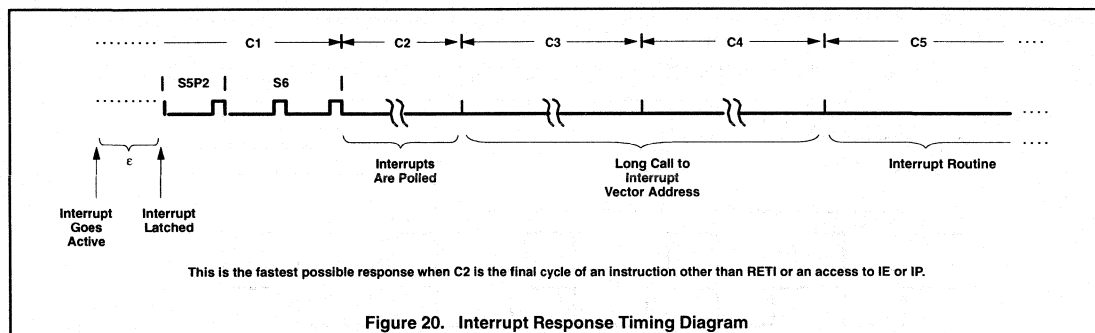 C1 C2 C3 C4 C5
S5P2 S6
ε
Interrupts
Are Polled
Long Call to
Interrupt
Vector Address
Interrupt Routine
Interrupt
Goes
Active
Interrupt
Latched
This is the fastest possible response when C2 is the final cycle of an instruction other than RETI or an access to IE or IP.
Figure 20. Interrupt Response Timing Diagram